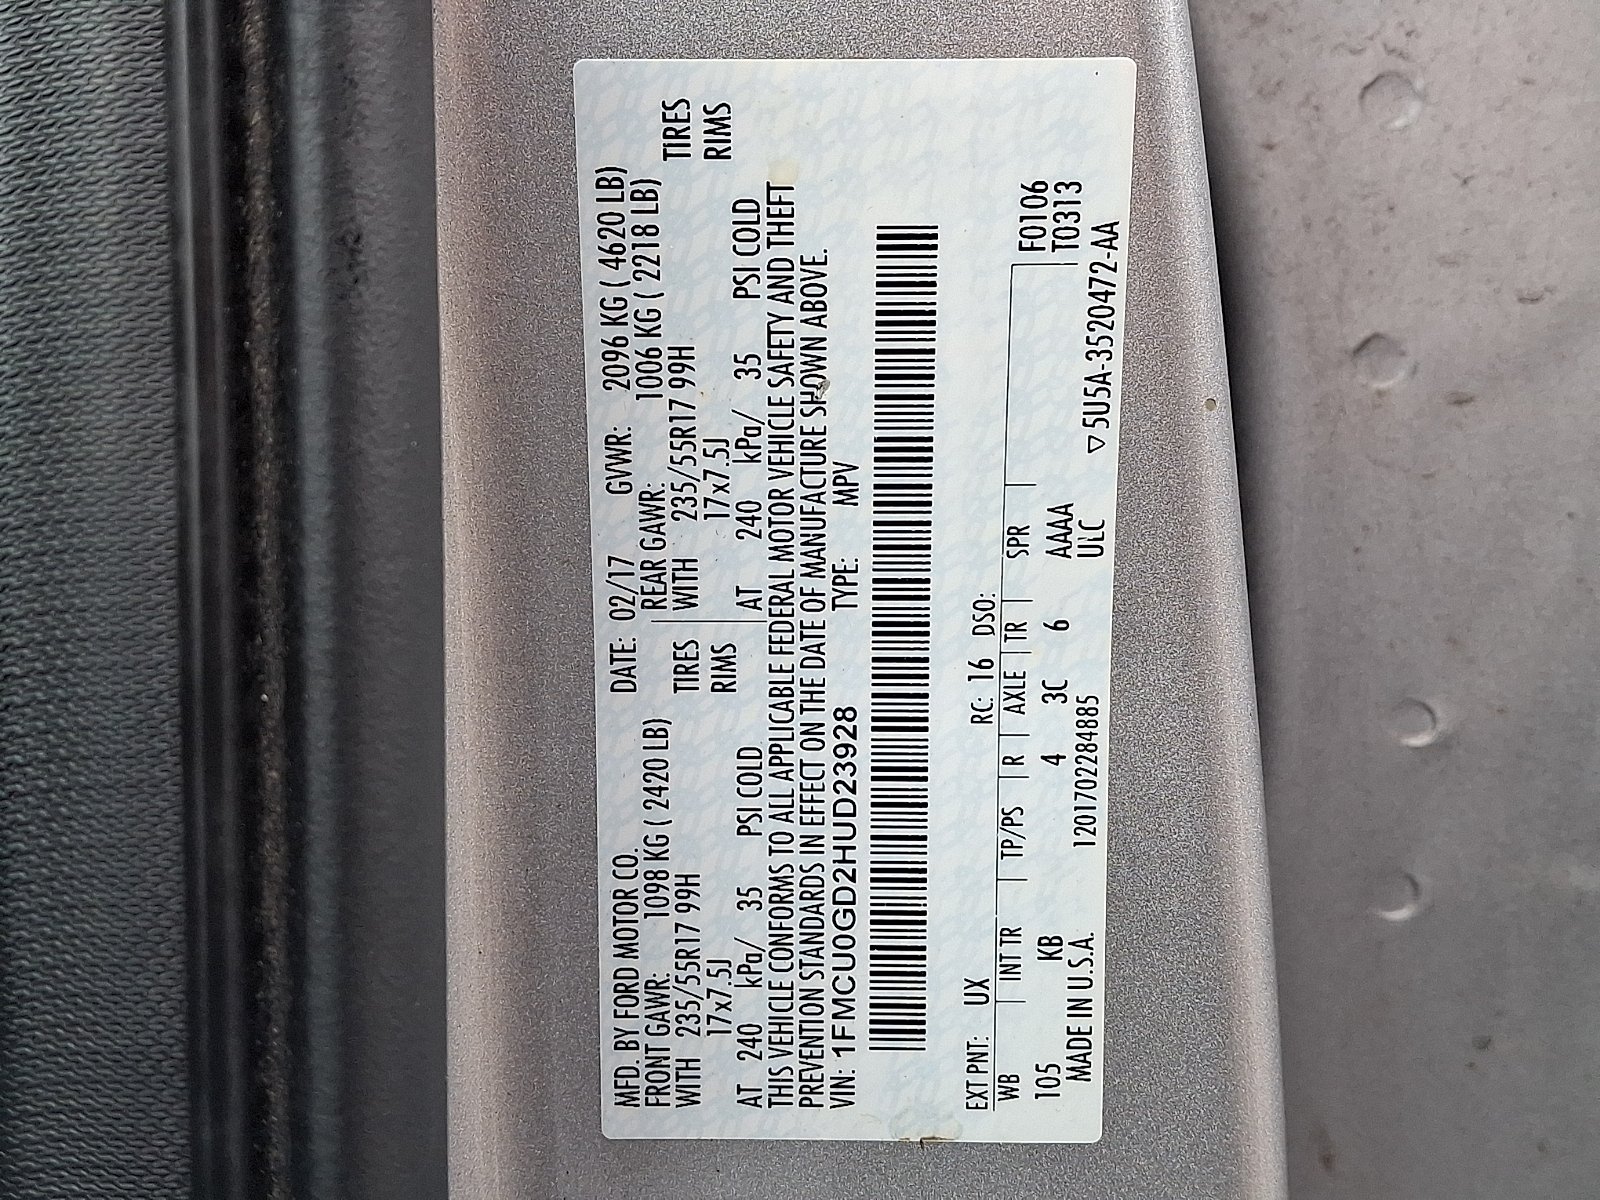 MFD. BY FORD MOTOR CO. DATE: 02/17 GVWR: 2096 KG ( 4620 LB)
FRONT GAWR: 1098 KG ( 2420 LB) REAR GAWR: 1006 KG ( 2218 LB)
WITH 235/55R17 99H TIRES WITH 235/55R17 99H TIRES
17x7.5J RIMS 17x7.5J RIMS
AT 240 kPa/ 35 PSI COLD AT 240 kPa/ 35 PSI COLD
THIS VEHICLE CONFORMS TO ALL APPLICABLE FEDERAL MOTOR VEHICLE SAFETY AND THEFT
PREVENTION STANDARDS IN EFFECT ON THE DATE OF MANUFACTURE SHOWN ABOVE.
VIN: 1FMCU0GD2HUD23928 TYPE: MPV
EXT PNT: UX RC: 16 DSO:
WB INT TR TP/PS R AXLE TR SPR F0106
105 KB 4 3C 6 AAAA T0313
MADE IN U.S.A. 1201702284885 ULC ▽5U5A-3520472-AA